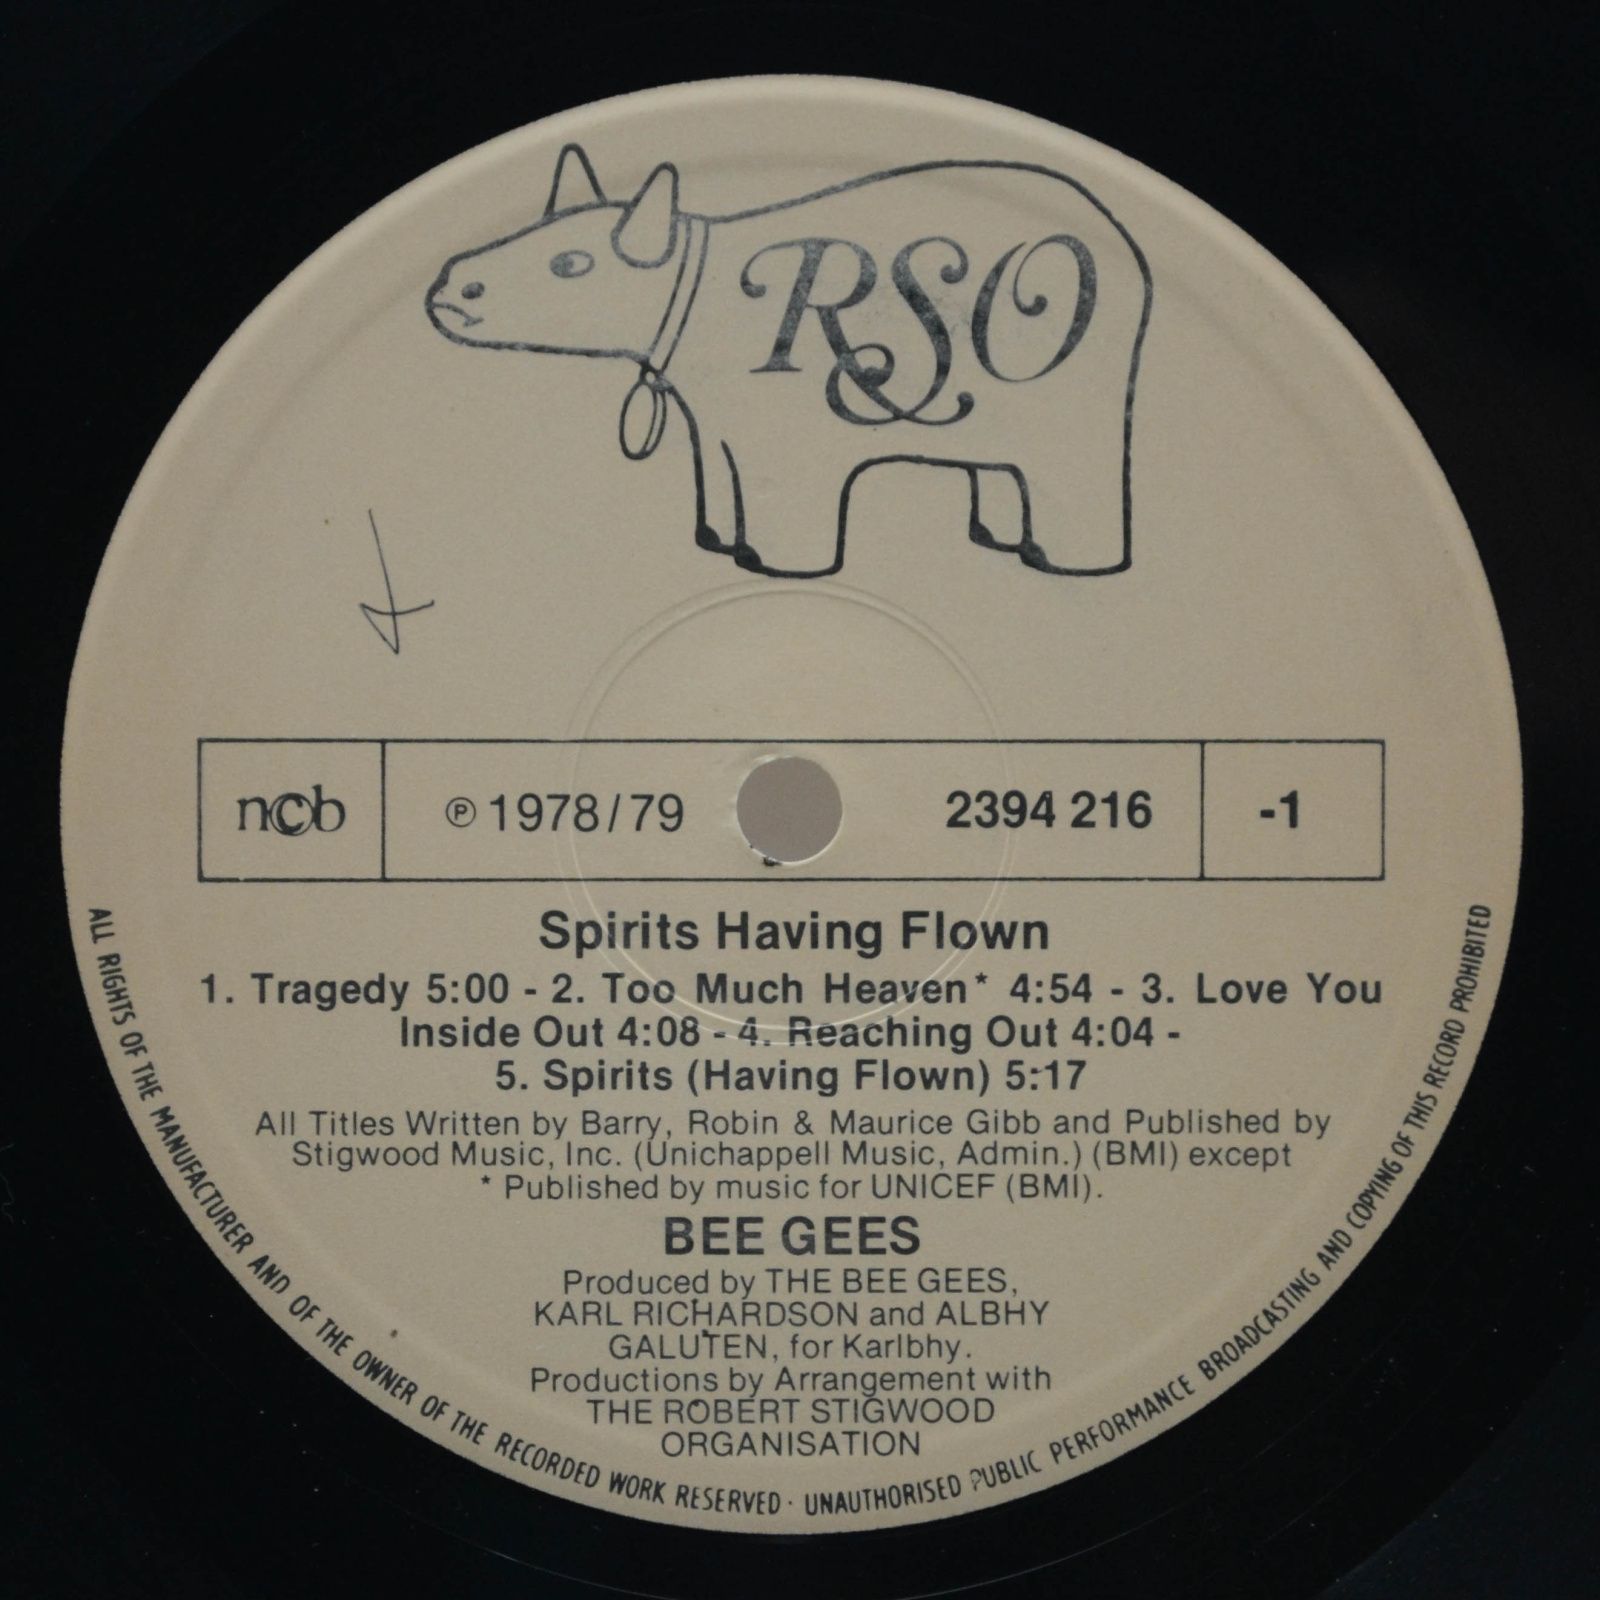 RSO
ncb ℗ 1978/79 2394 216 -1
Spirits Having Flown
1. Tragedy 5:00 - 2. Too Much Heaven* 4:54 - 3. Love You
Inside Out 4:08 - 4. Reaching Out 4:04 -
5. Spirits (Having Flown) 5:17
All Titles Written by Barry, Robin & Maurice Gibb and Published by
Stigwood Music, Inc. (Unichappell Music, Admin.) (BMI) except
* Published by music for UNICEF (BMI).
BEE GEES
Produced by THE BEE GEES,
KARL RICHARDSON and ALBHY
GALUTEN, for Karlbhy.
Productions by Arrangement with
THE ROBERT STIGWOOD
ORGANISATION
ALL RIGHTS OF THE MANUFACTURER AND OF THE OWNER OF THE RECORDED WORK RESERVED · UNAUTHORISED PUBLIC PERFORMANCE BROADCASTING AND COPYING OF THIS RECORD PROHIBITED